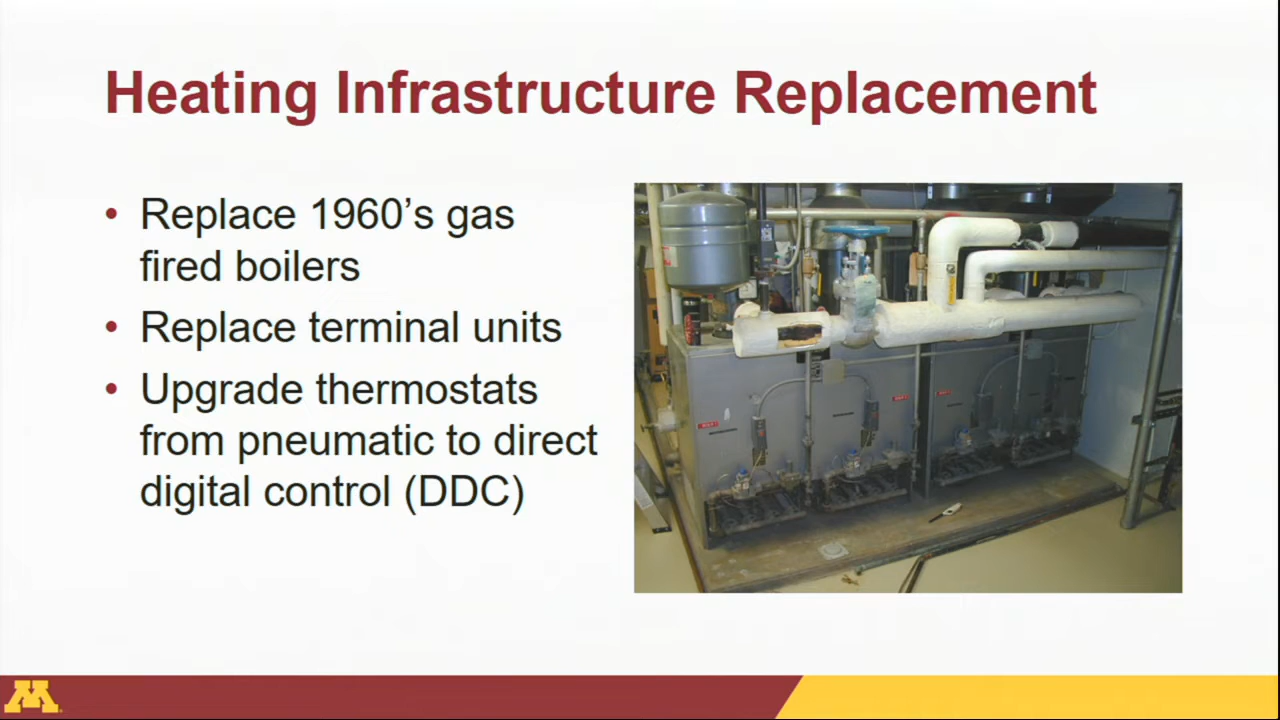 Heating Infrastructure Replacement
• Replace 1960’s gas
fired boilers
• Replace terminal units
• Upgrade thermostats
from pneumatic to direct
digital control (DDC)
M